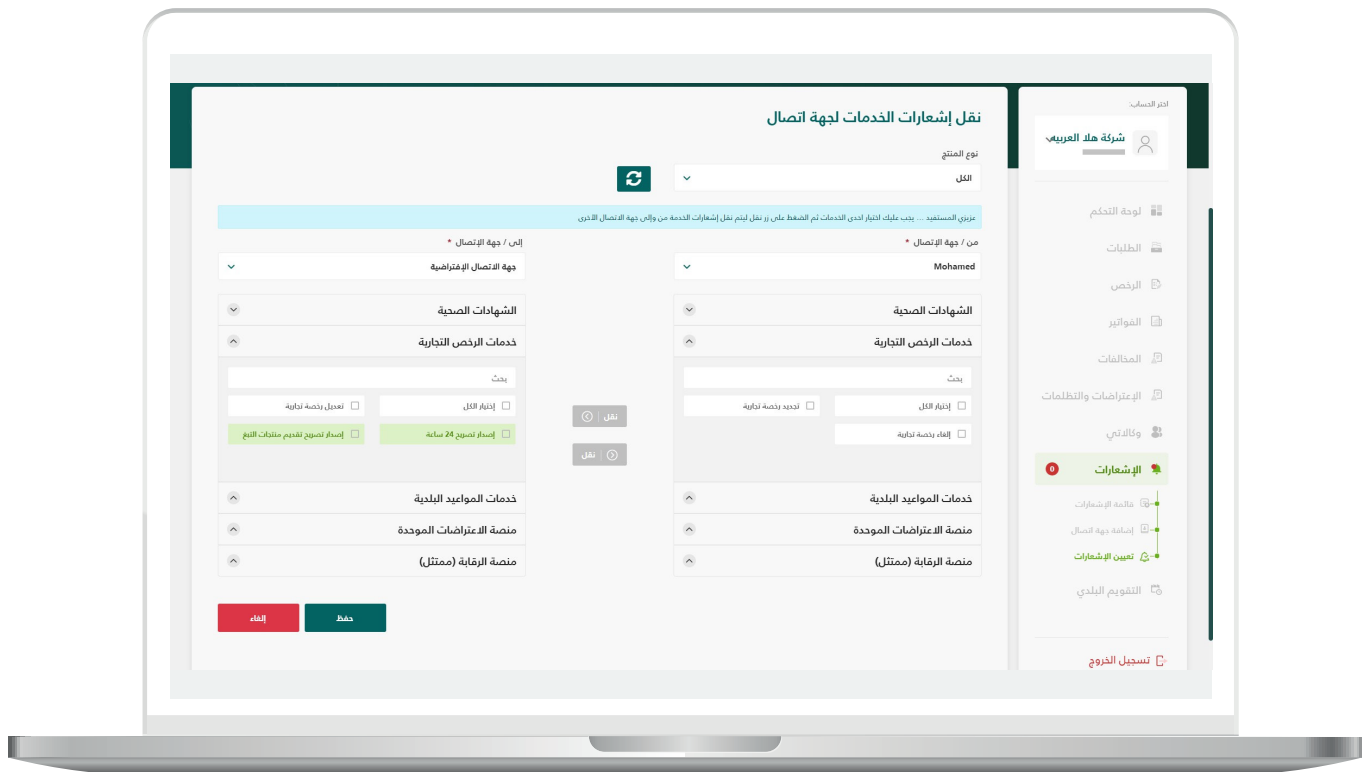 اختر الحساب:
شركة هلا العربيه
لوحة التحكم
الطلبات
الرخص
الفواتير
المخالفات
الإعتراضات والتظلمات
وكالاتي
الإشعارات 0
قائمة الإشعارات
إضافة جهة اتصال
تعيين الإشعارات
التقويم البلدي
تسجيل الخروج
نقل إشعارات الخدمات لجهة اتصال
نوع المنتج
الكل
عزيزي المستفيد ... يجب عليك اختيار احدى الخدمات ثم الضغط على زر نقل ليتم نقل إشعارات الخدمة من وإلى جهة الاتصال الأخرى
من / جهة الإتصال *
Mohamed
الشهادات الصحية
خدمات الرخص التجارية
بحث
إختيار الكل
تجديد رخصة تجارية
إلغاء رخصة تجارية
خدمات المواعيد البلدية
منصة الاعتراضات الموحدة
منصة الرقابة (ممتثل)
نقل
نقل
إلى / جهة الإتصال *
جهة الاتصال الإفتراضية
الشهادات الصحية
خدمات الرخص التجارية
بحث
إختيار الكل
تعديل رخصة تجارية
إصدار تصريح 24 ساعة
إصدار تصريح تقديم منتجات التبغ
خدمات المواعيد البلدية
منصة الاعتراضات الموحدة
منصة الرقابة (ممتثل)
حفظ
إلغاء